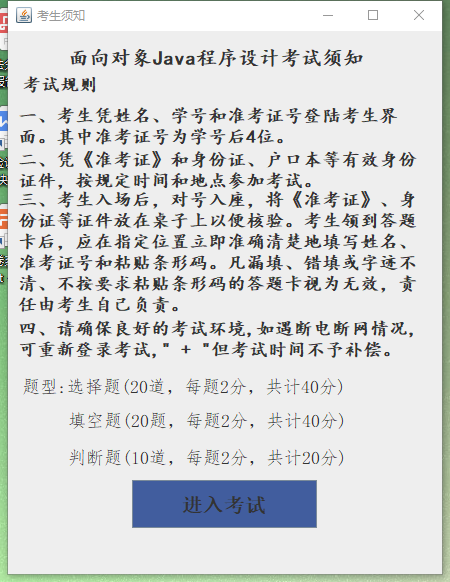 考生须知
面向对象Java程序设计考试须知
考试规则
一、考生凭姓名、学号和准考证号登陆考生界
面。其中准考证号为学号后4位。
二、凭《准考证》和身份证、户口本等有效身份
证件，按规定时间和地点参加考试。
三、考生入场后，对号入座，将《准考证》、身
份证等证件放在桌子上以便核验。考生领到答题
卡后，应在指定位置立即准确清楚地填写姓名、
准考证号和粘贴条形码。凡漏填、错填或字迹不
清、不按要求粘贴条形码的答题卡视为无效，责
任由考生自己负责。
四、请确保良好的考试环境,如遇断电断网情况,
可重新登录考试," + "但考试时间不予补偿。
题型:选择题(20道，每题2分，共计40分)
填空题(20题，每题2分，共计40分)
判断题(10道，每题2分，共计20分)
进入考试